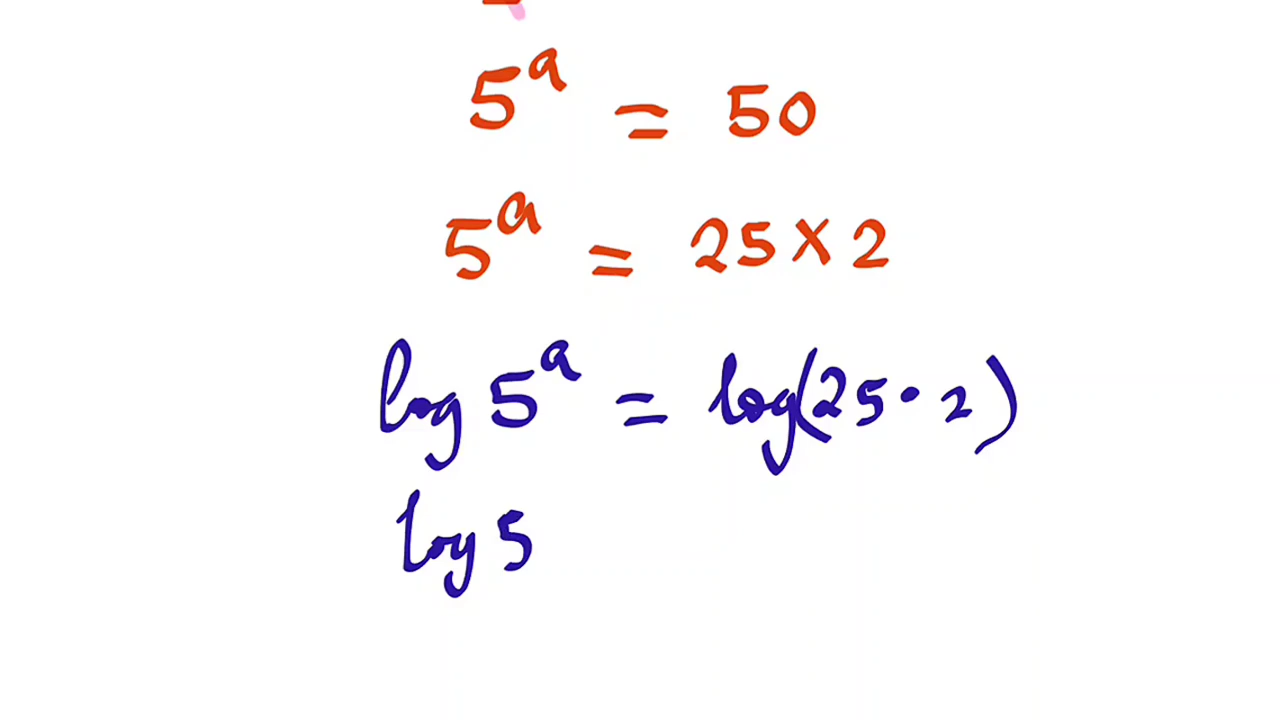 5^a = 50
5^a = 25 × 2
log 5^a = log(25 · 2)
log 5